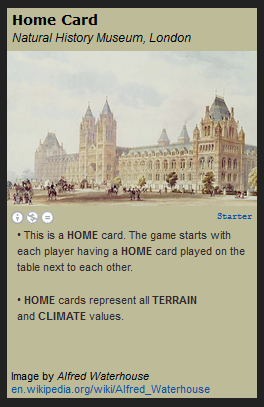 Home Card
Natural History Museum, London
Starter
• This is a HOME card. The game starts with
each player having a HOME card played on the
table next to each other.
• HOME cards represent all TERRAIN
and CLIMATE values.
Image by Alfred Waterhouse
en.wikipedia.org/wiki/Alfred_Waterhouse